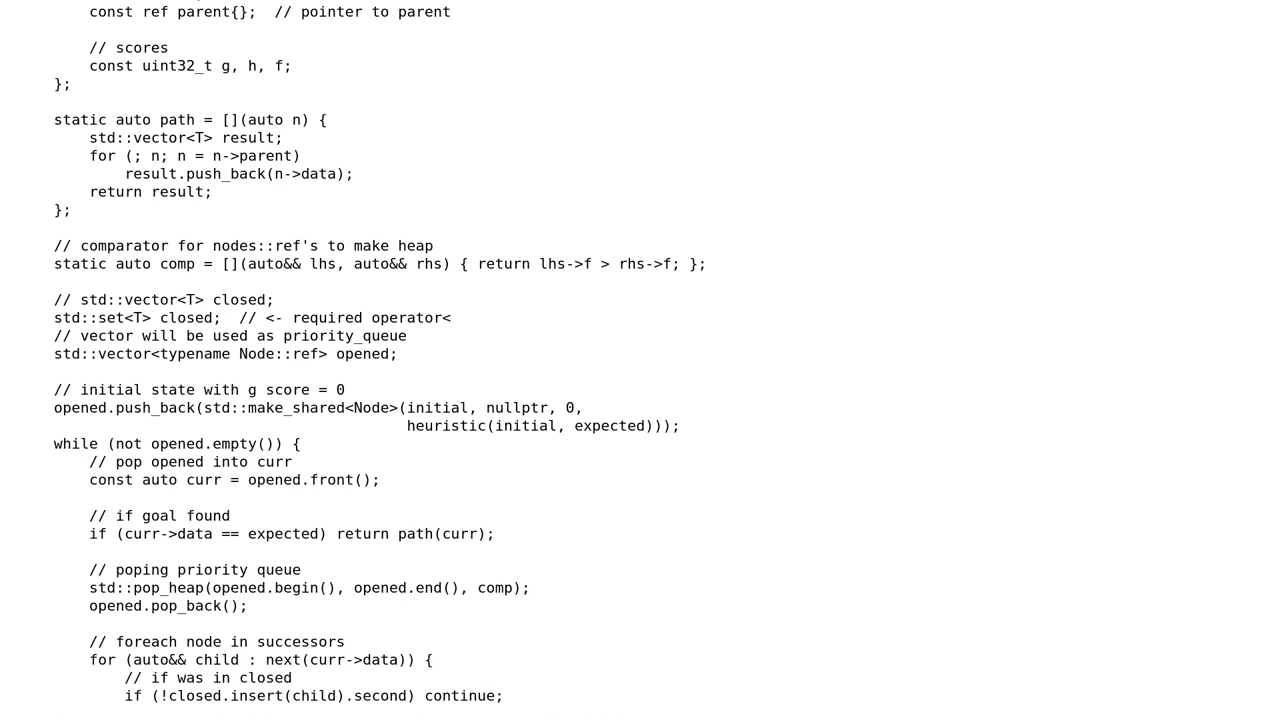 const ref parent{};  // pointer to parent

    // scores
    const uint32_t g, h, f;
};

static auto path = [](auto n) {
    std::vector<T> result;
    for (; n; n = n->parent)
        result.push_back(n->data);
    return result;
};

// comparator for nodes::ref's to make heap
static auto comp = [](auto&& lhs, auto&& rhs) { return lhs->f > rhs->f; };

// std::vector<T> closed;
std::set<T> closed;  // <- required operator<
// vector will be used as priority_queue
std::vector<typename Node::ref> opened;

// initial state with g score = 0
opened.push_back(std::make_shared<Node>(initial, nullptr, 0,
                                        heuristic(initial, expected)));
while (not opened.empty()) {
    // pop opened into curr
    const auto curr = opened.front();

    // if goal found
    if (curr->data == expected) return path(curr);

    // poping priority queue
    std::pop_heap(opened.begin(), opened.end(), comp);
    opened.pop_back();

    // foreach node in successors
    for (auto&& child : next(curr->data)) {
        // if was in closed
        if (!closed.insert(child).second) continue;